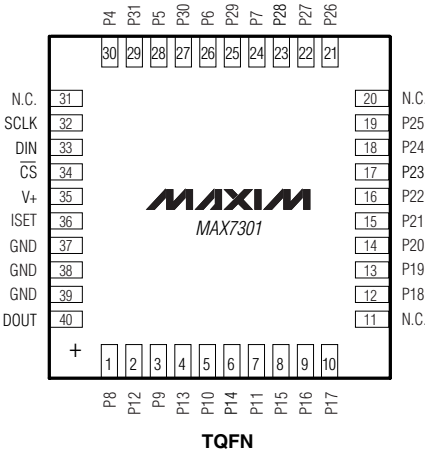 P4 P31 P5 P30 P6 P29 P7 P28 P27 P26
30 29 28 27 26 25 24 23 22 21
N.C. 31 20 N.C.
SCLK 32 19 P25
DIN 33 18 P24
CS 34 17 P23
V+ 35 16 P22
ISET 36 15 P21
GND 37 14 P20
GND 38 13 P19
GND 39 12 P18
DOUT 40 11 N.C.
MAXIM
MAX7301
+
1 2 3 4 5 6 7 8 9 10
P8 P12 P9 P13 P10 P14 P11 P15 P16 P17
TQFN